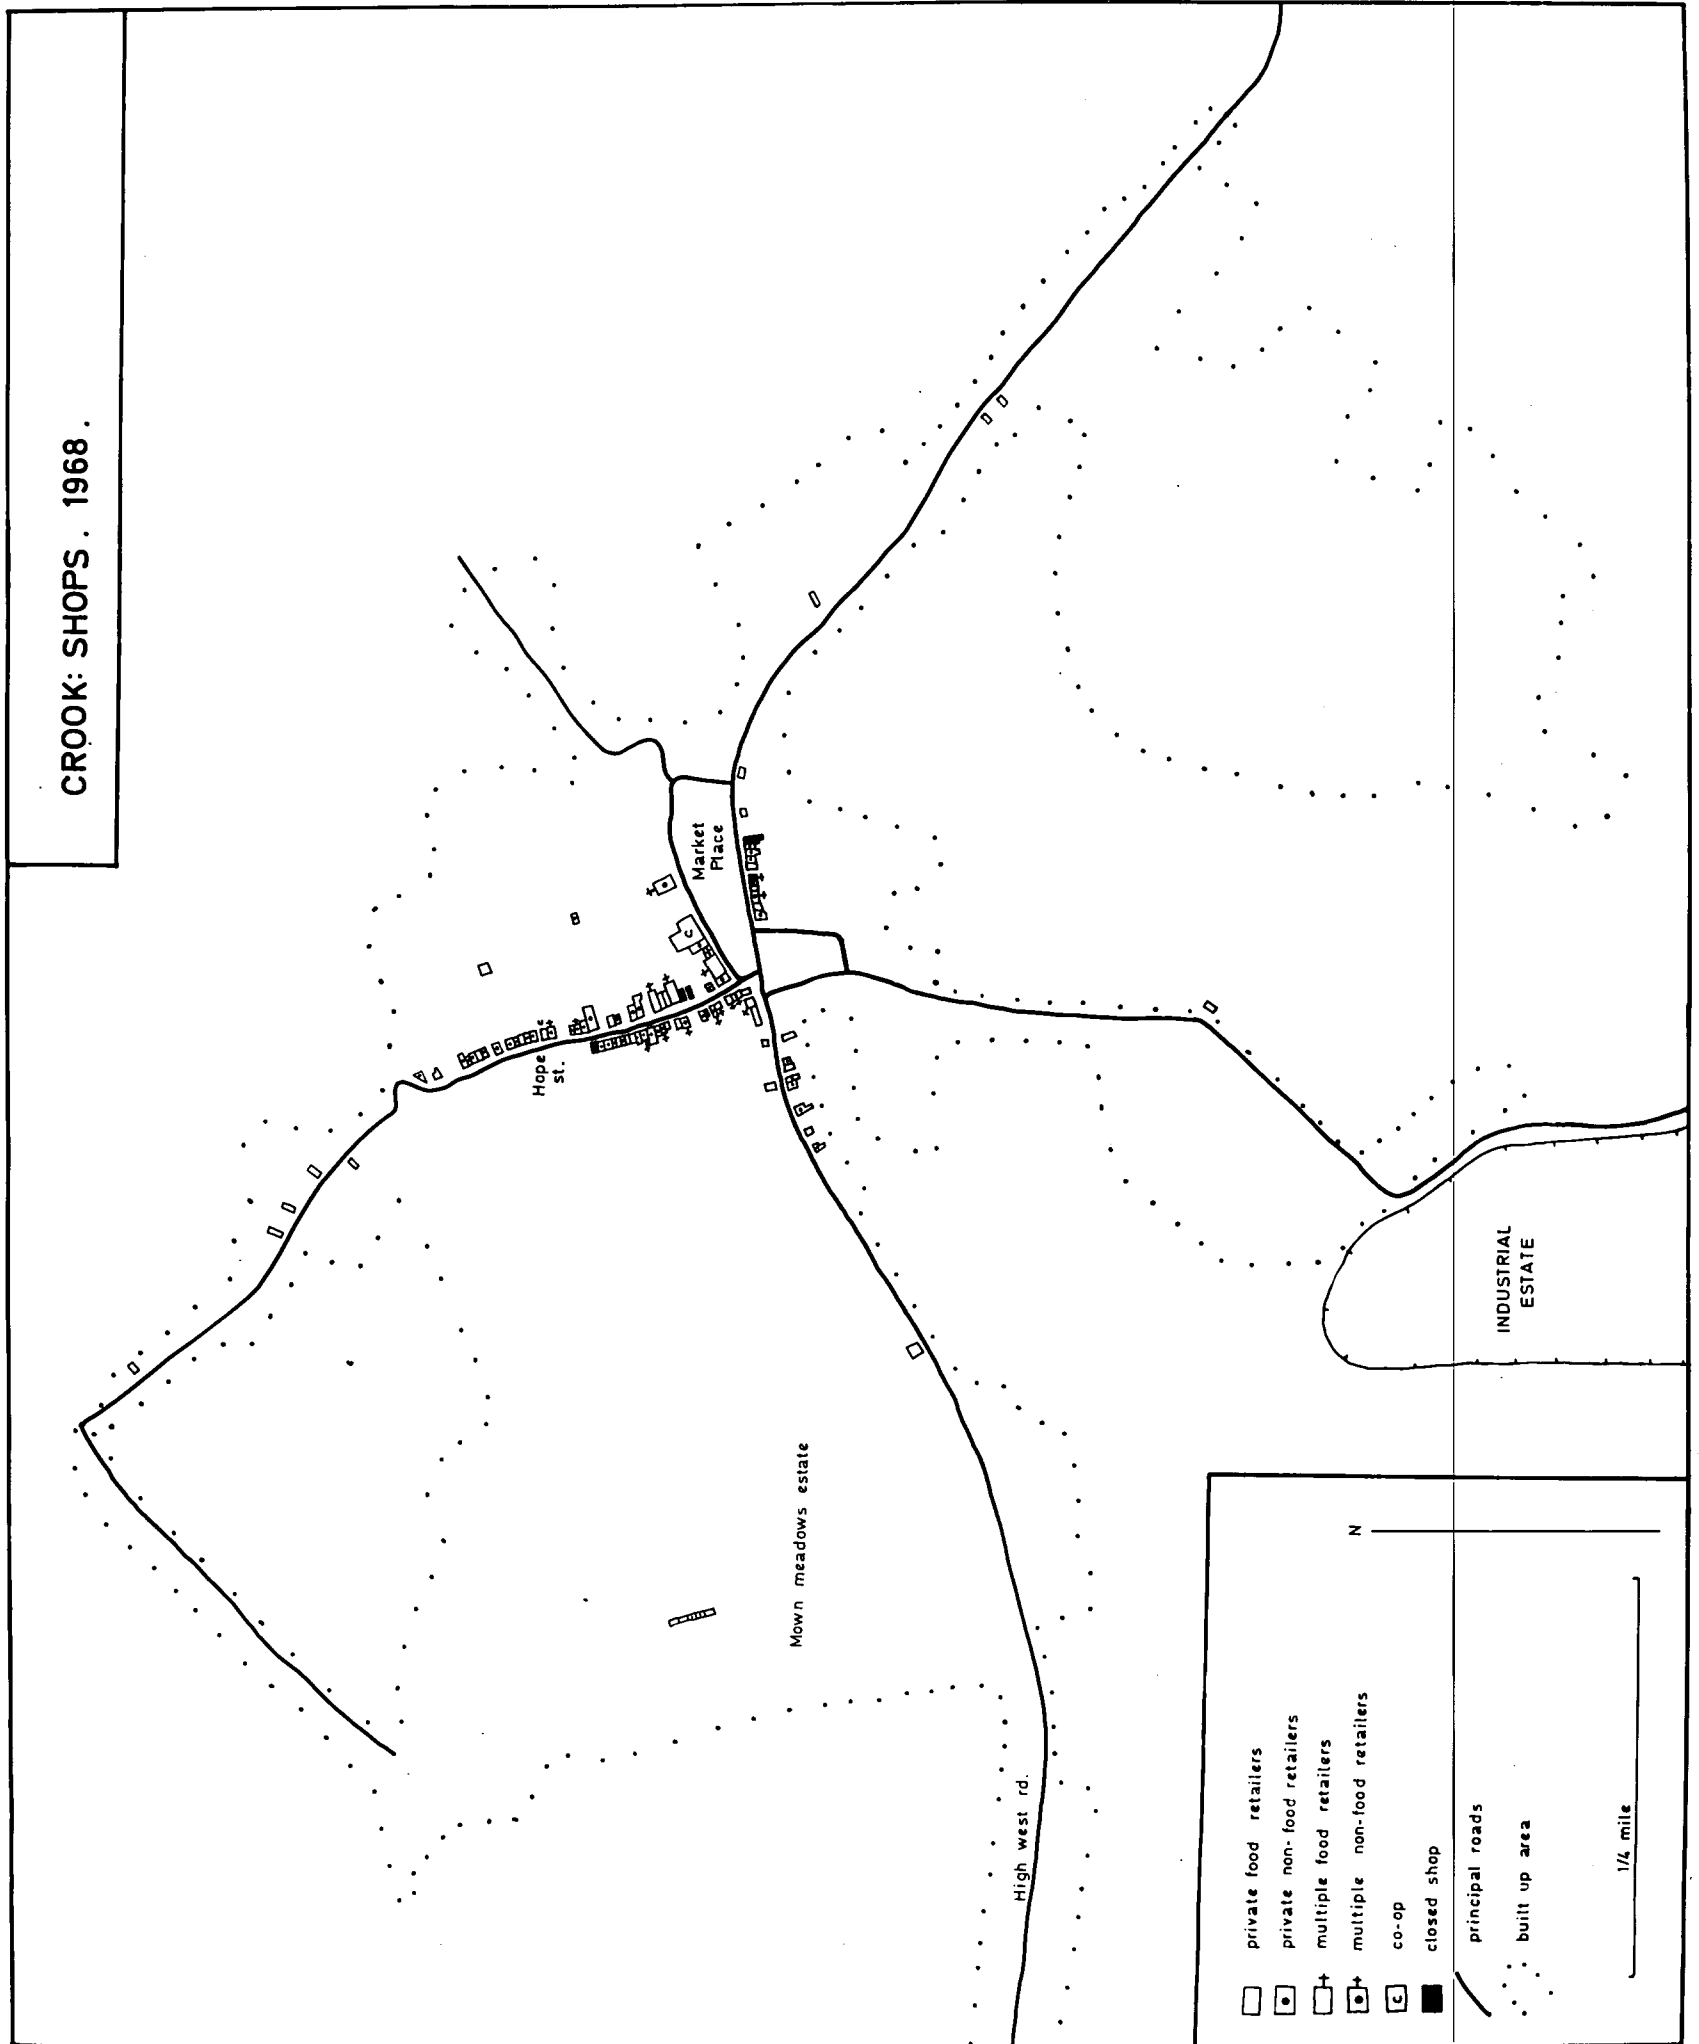 CROOK: SHOPS. 1968.
Market
Place
c
c
Hope
st.
Mown meadows estate
High west rd.
INDUSTRIAL
ESTATE
N
private food retailers
private non-food retailers
multiple food retailers
multiple non-food retailers
c co-op
closed shop
principal roads
built up area
1/4 mile